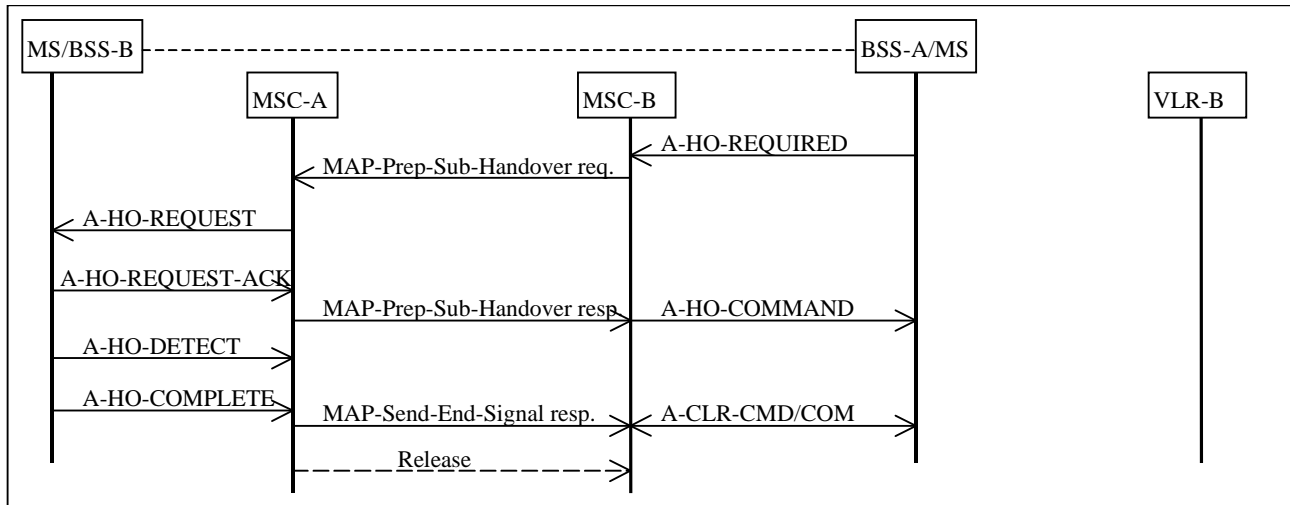 MS/BSS-B
BSS-A/MS
MSC-A
MSC-B
VLR-B
A-HO-REQUIRED
MAP-Prep-Sub-Handover req.
A-HO-REQUEST
A-HO-REQUEST-ACK
MAP-Prep-Sub-Handover resp.
A-HO-COMMAND
A-HO-DETECT
A-HO-COMPLETE
MAP-Send-End-Signal resp.
A-CLR-CMD/COM
Release